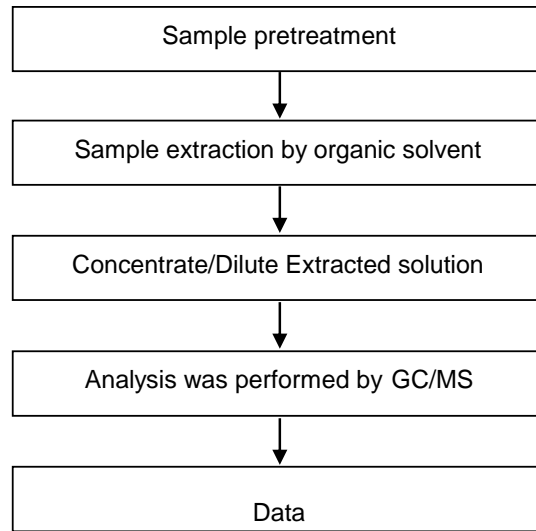 Sample pretreatment
Sample extraction by organic solvent
Concentrate/Dilute Extracted solution
Analysis was performed by GC/MS
Data